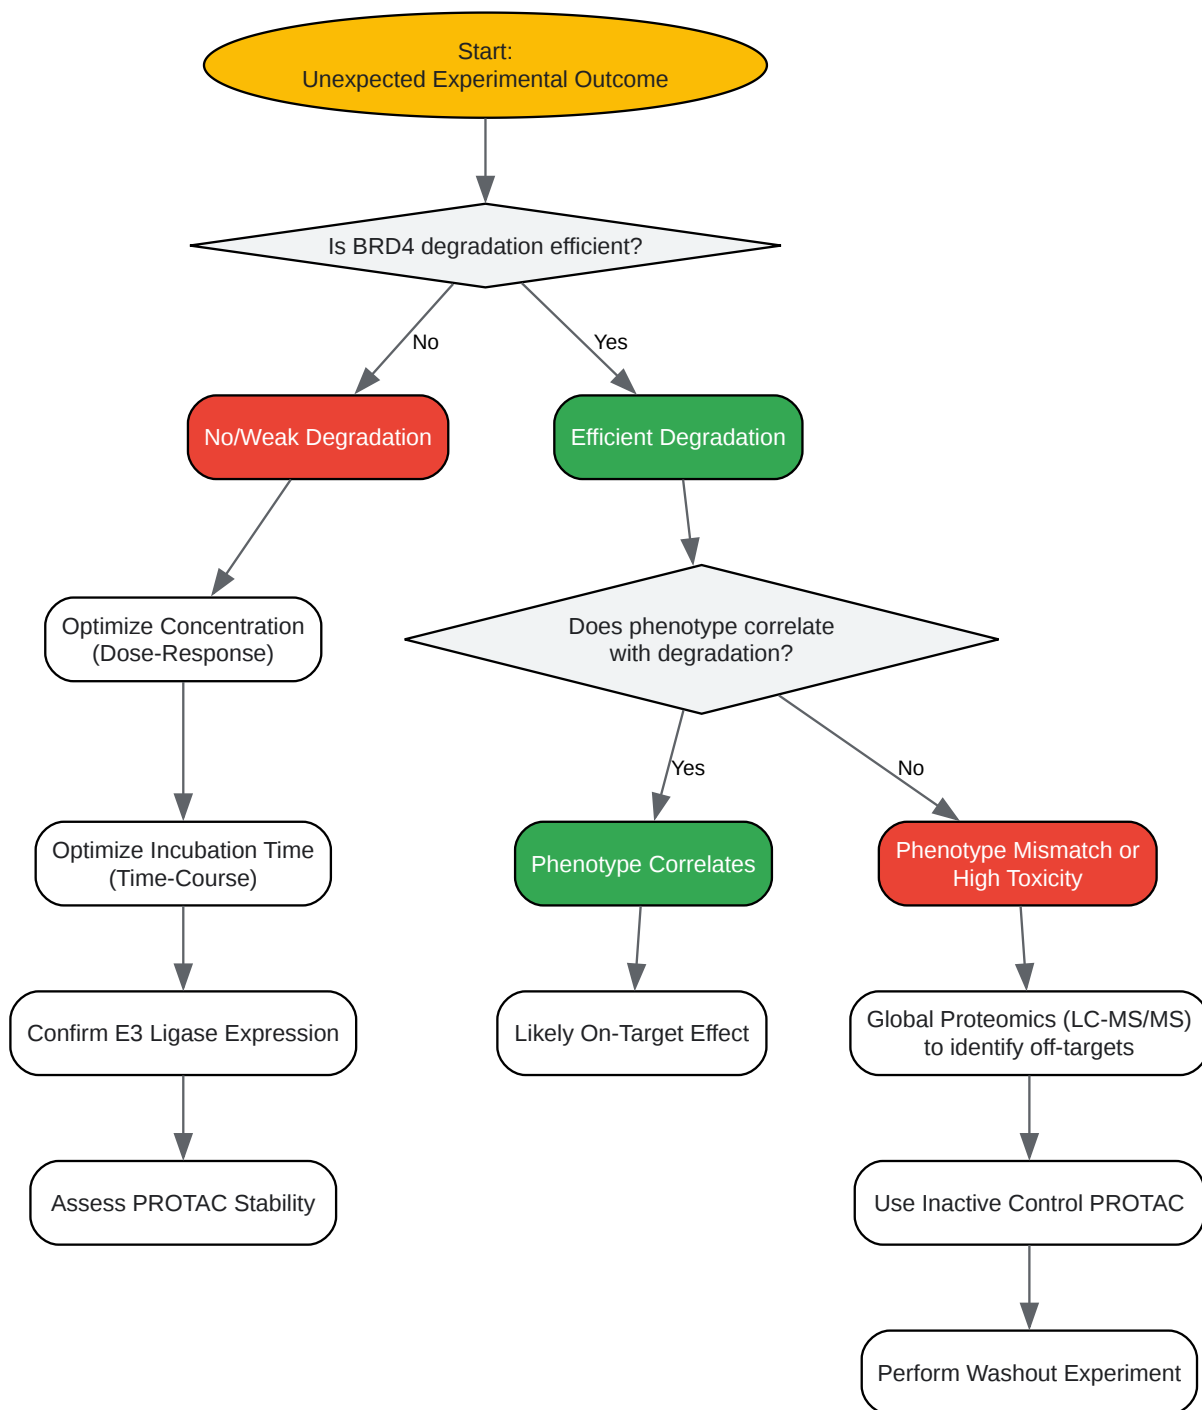 Start:
Unexpected Experimental Outcome
Is BRD4 degradation efficient?
No
Yes
No/Weak Degradation
Efficient Degradation
Optimize Concentration
(Dose-Response)
Does phenotype correlate
with degradation?
Yes
No
Optimize Incubation Time
(Time-Course)
Phenotype Correlates
Phenotype Mismatch or
High Toxicity
Confirm E3 Ligase Expression
Likely On-Target Effect
Global Proteomics (LC-MS/MS)
to identify off-targets
Assess PROTAC Stability
Use Inactive Control PROTAC
Perform Washout Experiment